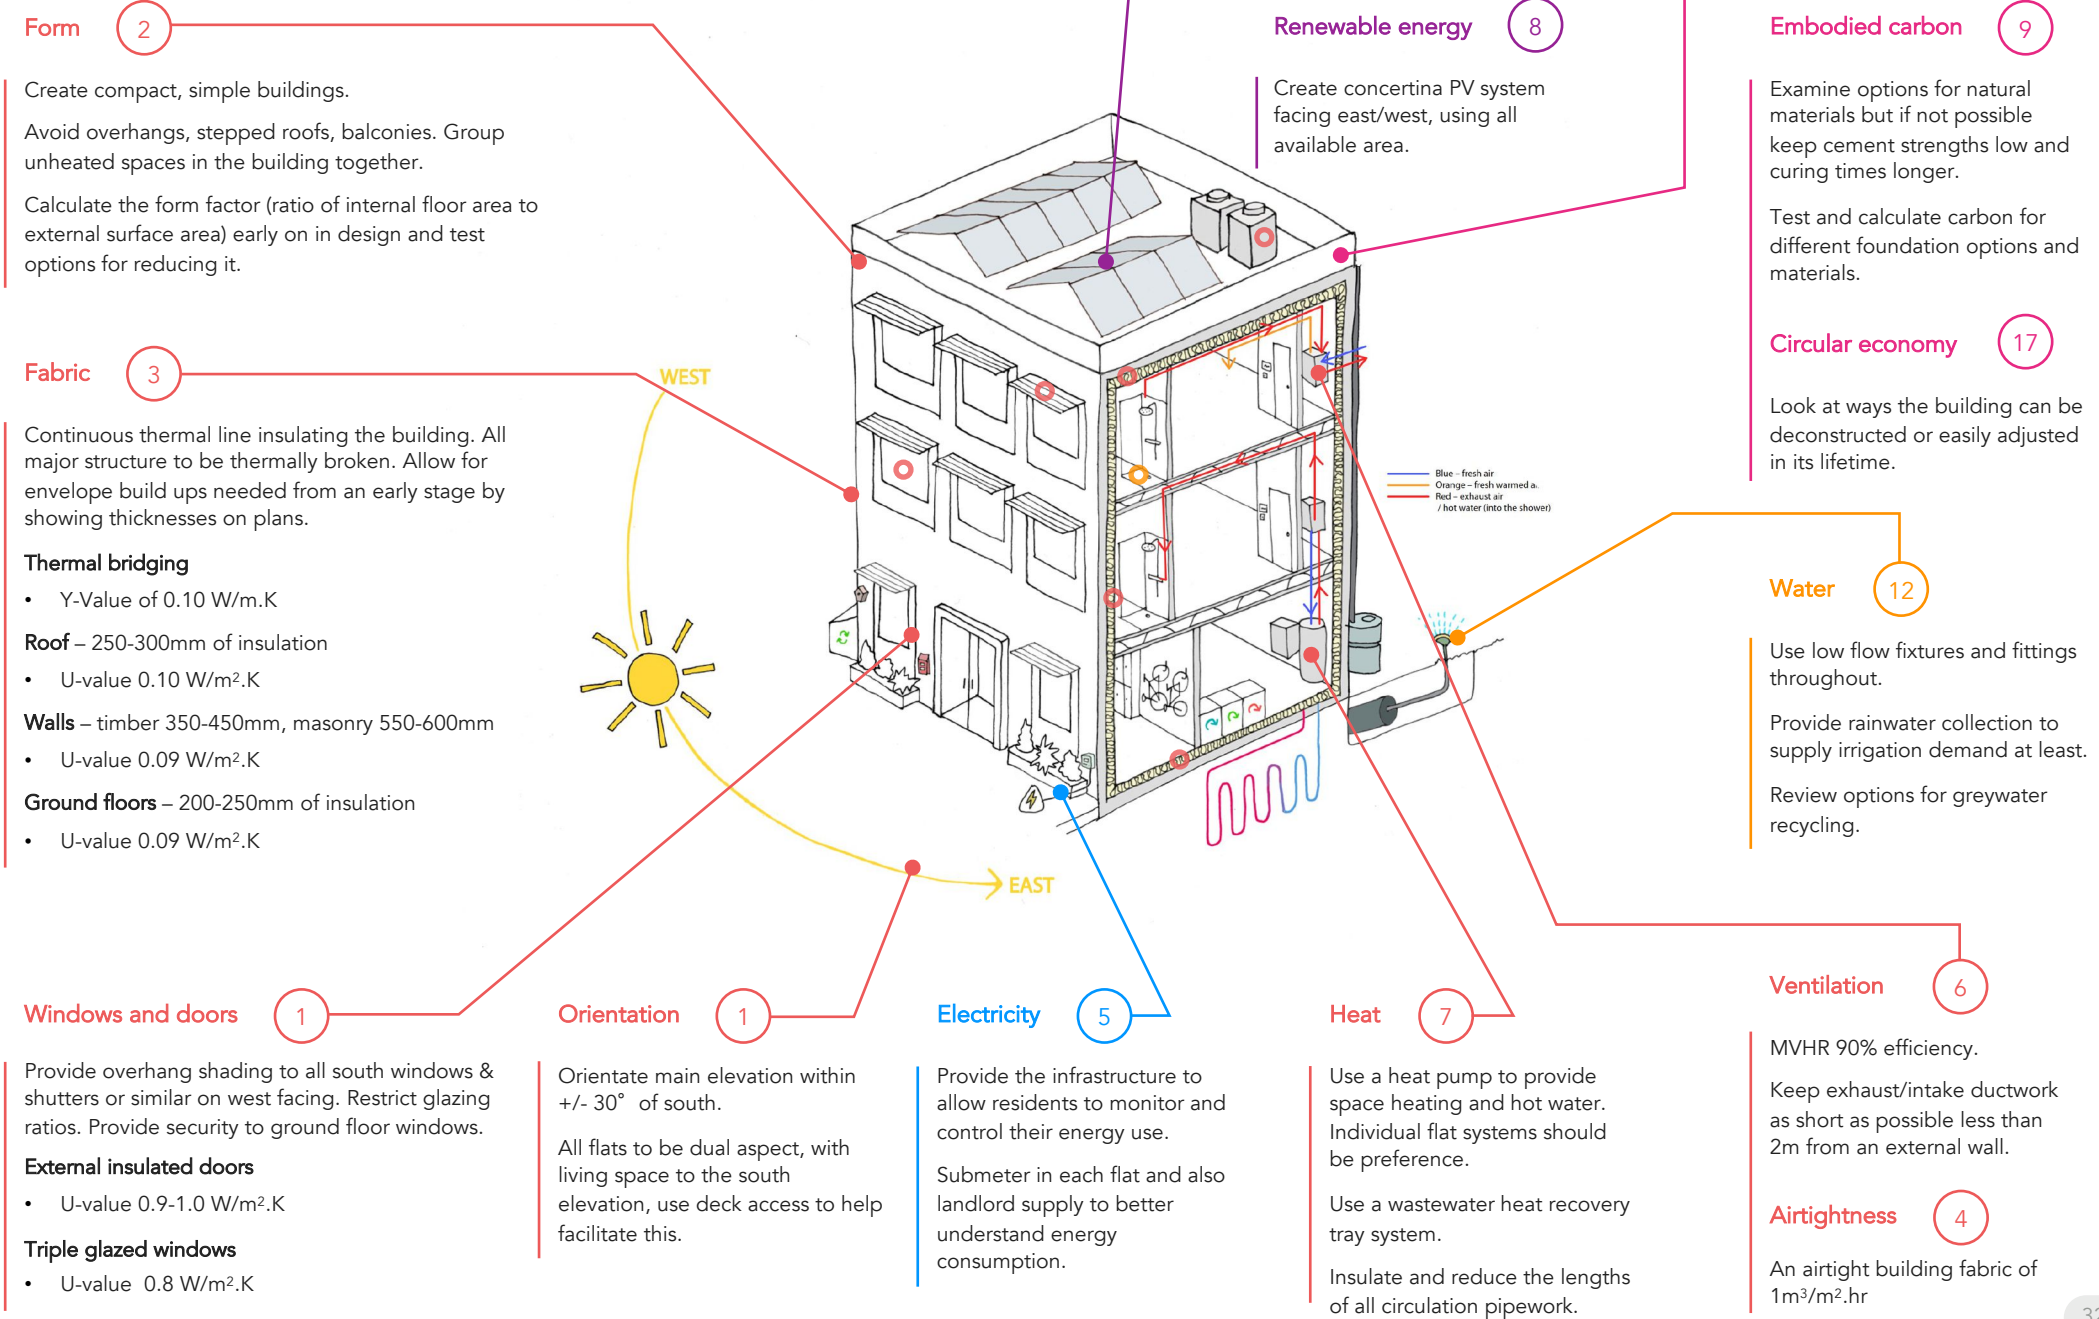 Form 2
Create compact, simple buildings.
Avoid overhangs, stepped roofs, balconies. Group
unheated spaces in the building together.
Calculate the form factor (ratio of internal floor area to
external surface area) early on in design and test
options for reducing it.
Renewable energy 8
Create concertina PV system
facing east/west, using all
available area.
Embodied carbon 9
Examine options for natural
materials but if not possible
keep cement strengths low and
curing times longer.
Test and calculate carbon for
different foundation options and
materials.
Circular economy 17
Look at ways the building can be
deconstructed or easily adjusted
in its lifetime.
Fabric 3
Continuous thermal line insulating the building. All
major structure to be thermally broken. Allow for
envelope build ups needed from an early stage by
showing thicknesses on plans.
Thermal bridging
• Y-Value of 0.10 W/m.K
Roof – 250-300mm of insulation
• U-value 0.10 W/m².K
Walls – timber 350-450mm, masonry 550-600mm
• U-value 0.09 W/m².K
Ground floors – 200-250mm of insulation
• U-value 0.09 W/m².K
WEST
EAST
Blue – fresh air
Orange – fresh warmed a
Red – exhaust air
/ hot water (into the shower)
Water 12
Use low flow fixtures and fittings
throughout.
Provide rainwater collection to
supply irrigation demand at least.
Review options for greywater
recycling.
Windows and doors 1
Provide overhang shading to all south windows &
shutters or similar on west facing. Restrict glazing
ratios. Provide security to ground floor windows.
External insulated doors
• U-value 0.9-1.0 W/m².K
Triple glazed windows
• U-value 0.8 W/m².K
Orientation 1
Orientate main elevation within
+/- 30° of south.
All flats to be dual aspect, with
living space to the south
elevation, use deck access to help
facilitate this.
Electricity 5
Provide the infrastructure to
allow residents to monitor and
control their energy use.
Submeter in each flat and also
landlord supply to better
understand energy
consumption.
Heat 7
Use a heat pump to provide
space heating and hot water.
Individual flat systems should
be preference.
Use a wastewater heat recovery
tray system.
Insulate and reduce the lengths
of all circulation pipework.
Ventilation 6
MVHR 90% efficiency.
Keep exhaust/intake ductwork
as short as possible less than
2m from an external wall.
Airtightness 4
An airtight building fabric of
1m³/m².hr